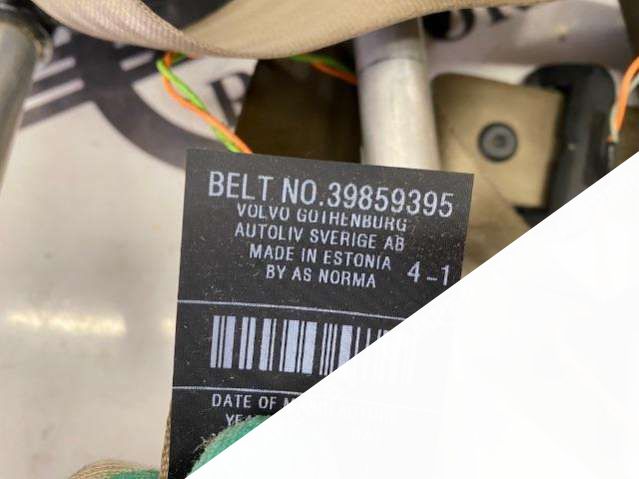 BELT NO.39859395
VOLVO GOTHENBURG
AUTOLIV SVERIGE AB
MADE IN ESTONIA 4-1
BY AS NORMA
DATE OF